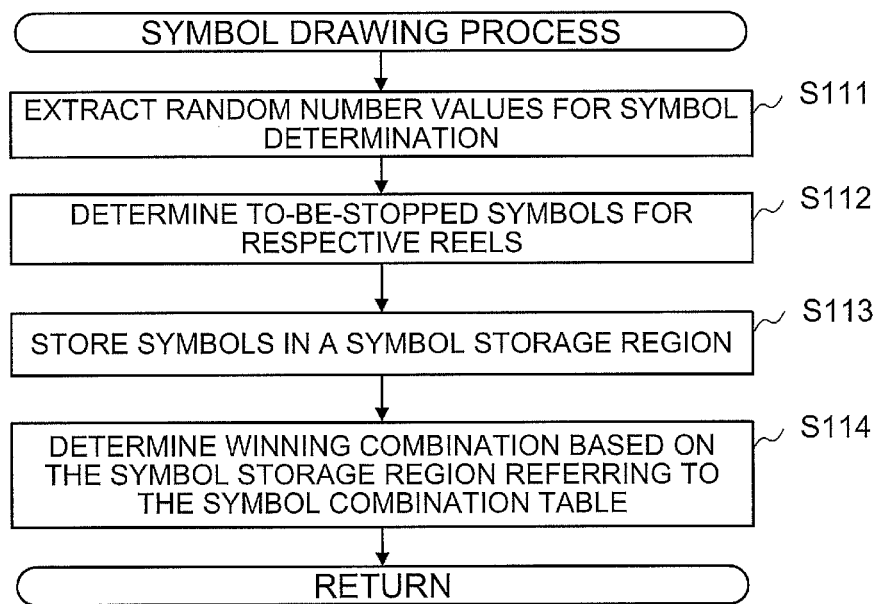 SYMBOL DRAWING PROCESS
EXTRACT RANDOM NUMBER VALUES FOR SYMBOL
DETERMINATION
S111
DETERMINE TO-BE-STOPPED SYMBOLS FOR
RESPECTIVE REELS
S112
STORE SYMBOLS IN A SYMBOL STORAGE REGION
S113
DETERMINE WINNING COMBINATION BASED ON
THE SYMBOL STORAGE REGION REFERRING TO
THE SYMBOL COMBINATION TABLE
S114
RETURN